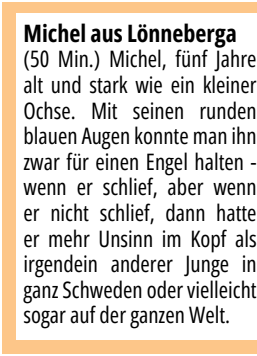 Michel aus Lönneberga
(50 Min.) Michel, fünf Jahre
alt und stark wie ein kleiner
Ochse. Mit seinen runden
blauen Augen konnte man ihn
zwar für einen Engel halten -
wenn er schlief, aber wenn
er nicht schlief, dann hatte
er mehr Unsinn im Kopf als
irgendein anderer Junge in
ganz Schweden oder vielleicht
sogar auf der ganzen Welt.